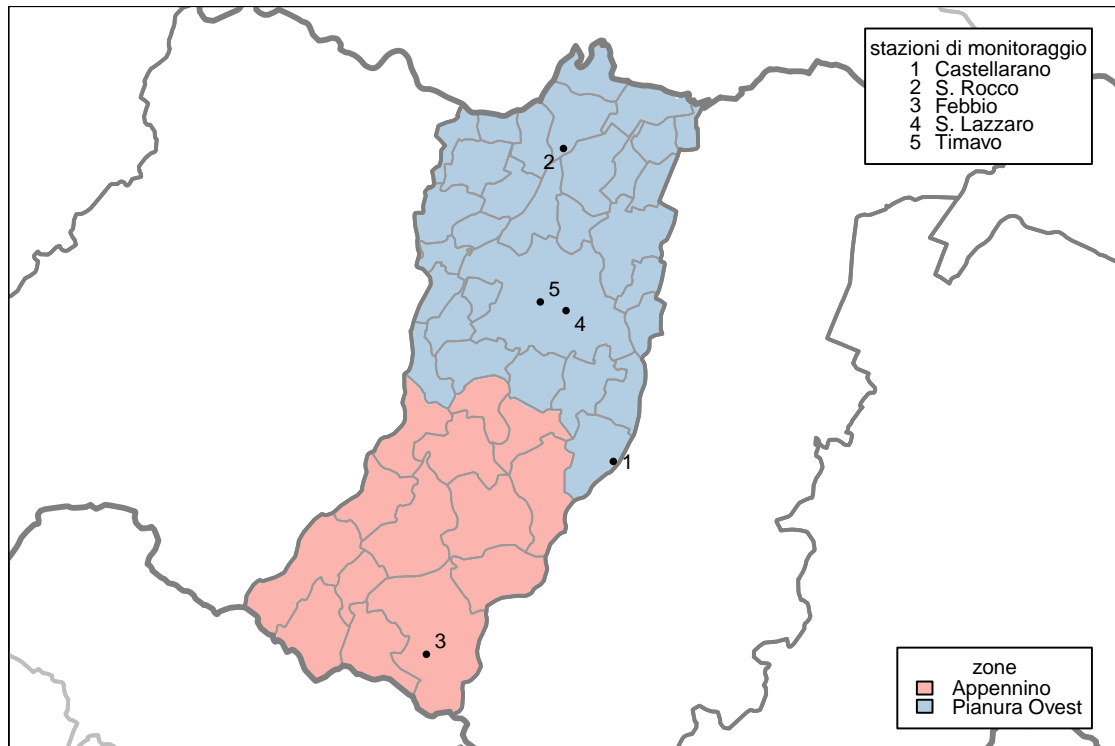 stazioni di monitoraggio
1 Castellarano
2 S. Rocco
3 Febbio
4 S. Lazzaro
5 Timavo
2
5
4
1
3
zone
Appennino
Pianura Ovest